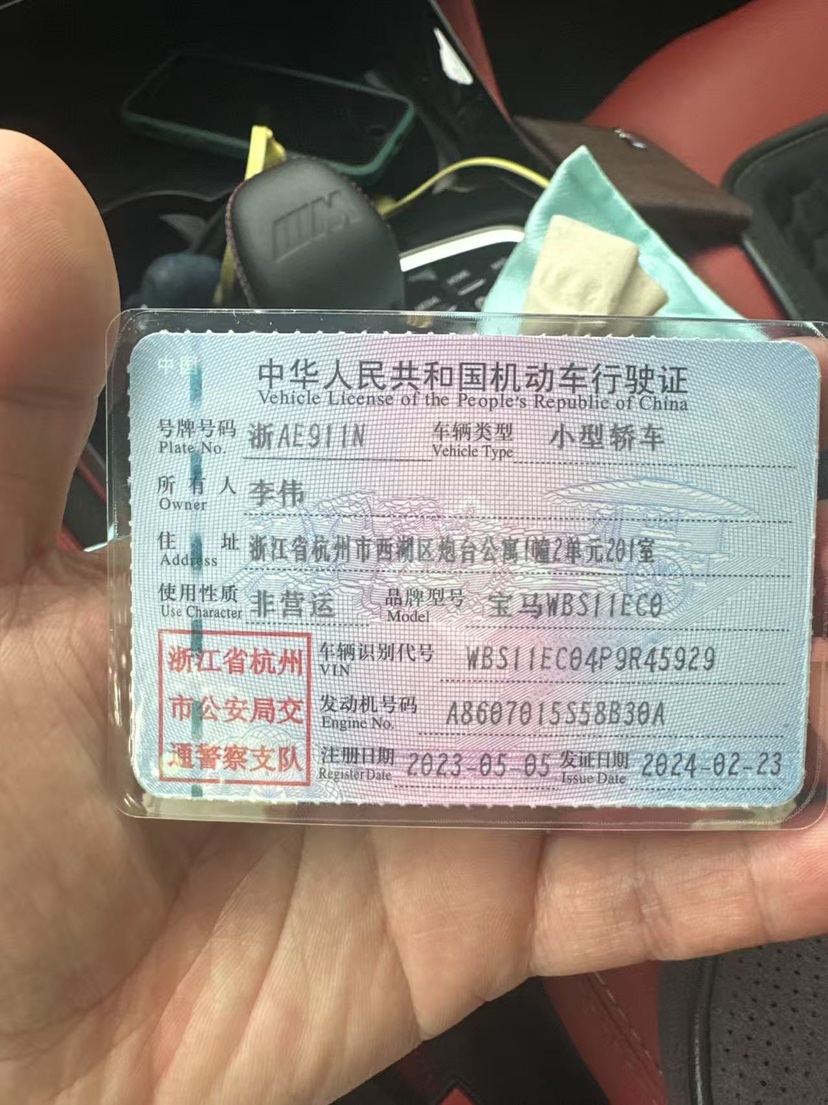 中国
中华人民共和国机动车行驶证
Vehicle License of the People's Republic of China
号牌号码 浙AE911N 车辆类型 小型轿车
Plate No. Vehicle Type
所有人 李伟
Owner
住址 浙江省杭州市西湖区炮台公寓1幢2单元201室
Address
使用性质 非营运 品牌型号 宝马WBS11EC0
Use Character Model
浙江省杭州 车辆识别代号 WBS11EC04P9R45929
VIN
市公安局交 发动机号码 A8607015S58B30A
Engine No.
通警察支队 注册日期 2023-05-05 发证日期 2024-02-23
Register Date Issue Date